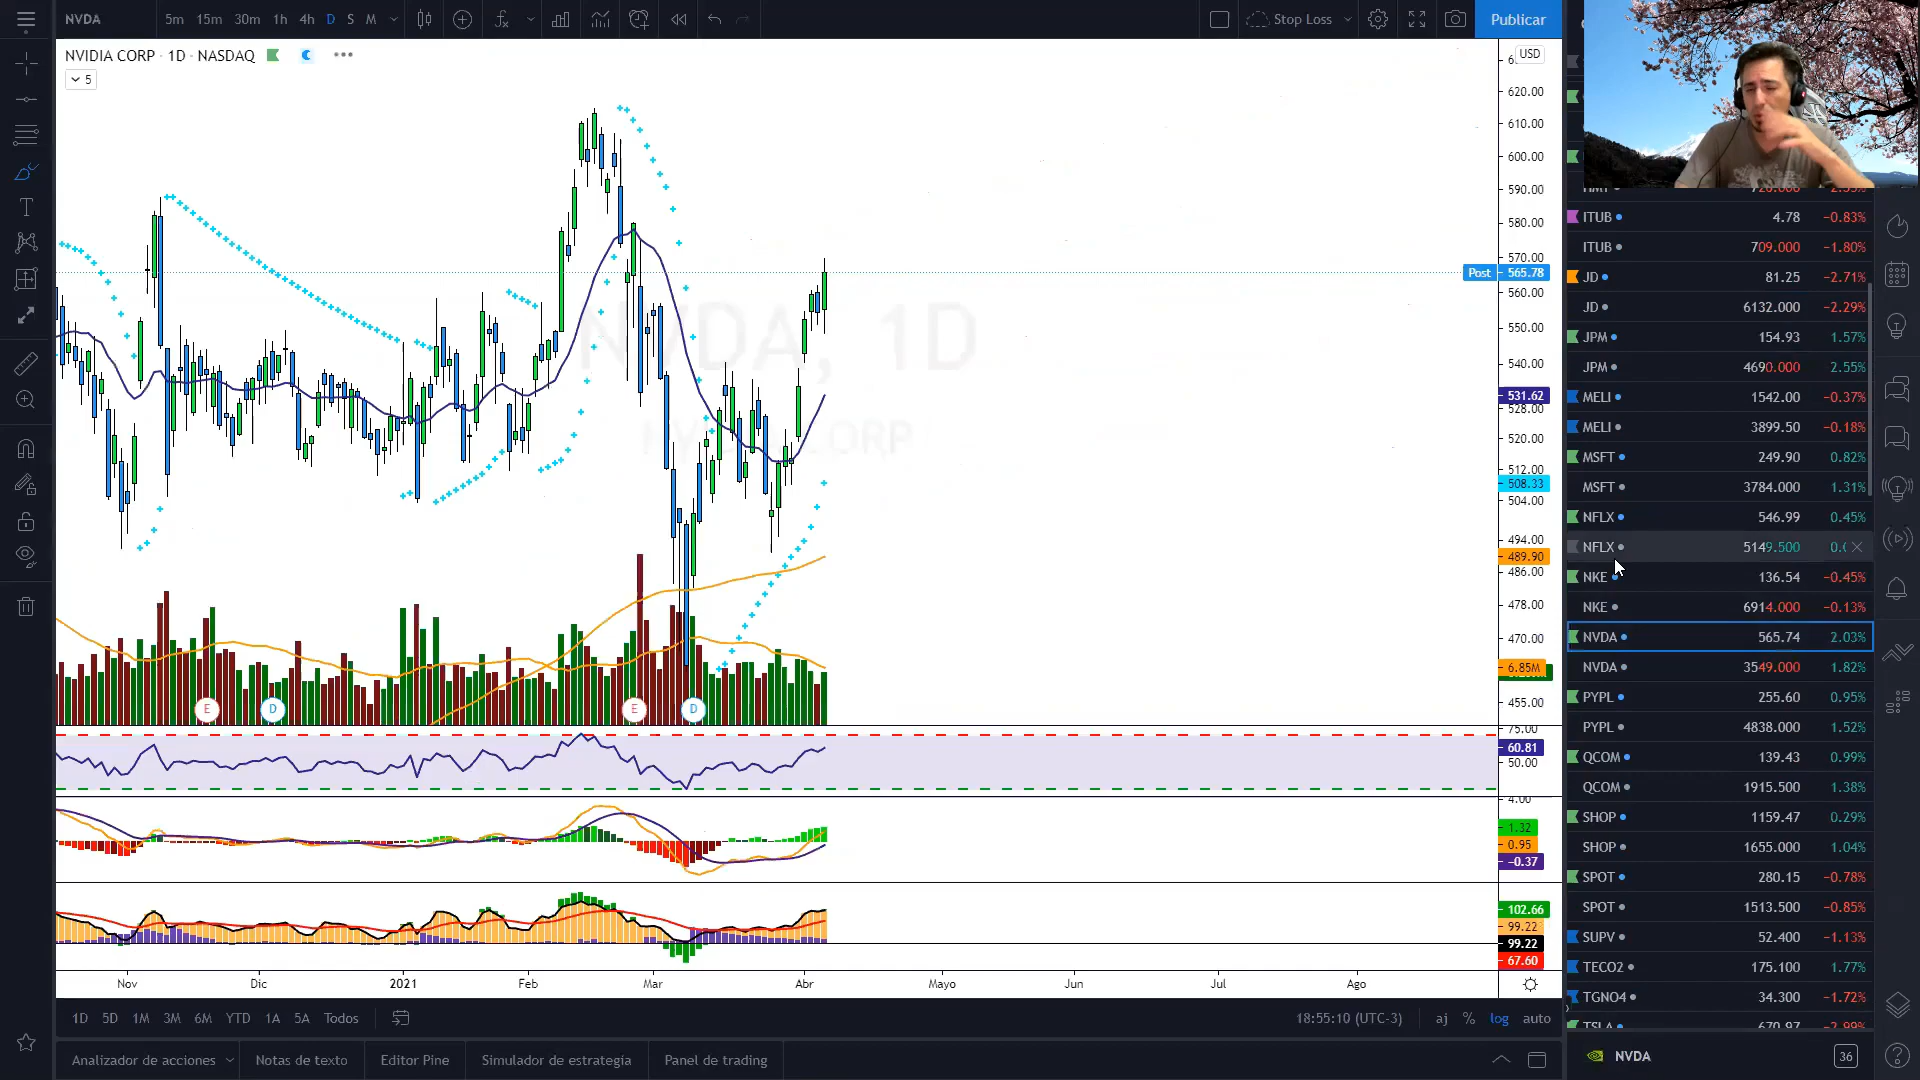 NVDA 5m 15m 30m 1h 4h D S M Stop Loss Publicar
NVIDIA CORP · 1D · NASDAQ
5
USD
620.00
610.00
600.00
590.00
580.00
570.00
Post 565.78
560.00
550.00
540.00
531.62
528.00
520.00
512.00
508.33
504.00
494.00
489.90
486.00
478.00
470.00
6.85M
455.00
NVDA, 1D
NVIDIA CORP
E D E D
75.00
60.81
50.00
4.00
1.32
0.95
−0.37
102.66
99.22
99.22
67.60
Nov Dic 2021 Feb Mar Abr Mayo Jun Jul Ago
1D 5D 1M 3M 6M YTD 1A 5A Todos
18:55:10 (UTC-3) aj % log auto
Analizador de acciones Notas de texto Editor Pine Simulador de estrategia Panel de trading
ITUB 4.78 −0.83%
ITUB 709.000 −1.80%
JD 81.25 −2.71%
JD 6132.000 −2.29%
JPM 154.93 1.57%
JPM 4690.000 2.55%
MELI 1542.00 −0.37%
MELI 3899.50 −0.18%
MSFT 249.90 0.82%
MSFT 3784.000 1.31%
NFLX 546.99 0.45%
NFLX 5149.500
NKE 136.54 −0.45%
NKE 6914.000 −0.13%
NVDA 565.74 2.03%
NVDA 3549.000 1.82%
PYPL 255.60 0.95%
PYPL 4838.000 1.52%
QCOM 139.43 0.99%
QCOM 1915.500 1.38%
SHOP 1159.47 0.29%
SHOP 1655.000 1.04%
SPOT 280.15 −0.78%
SPOT 1513.500 −0.85%
SUPV 52.400 −1.13%
TECO2 175.100 1.77%
TGNO4 34.300 −1.72%
TSLA 670.97 −2.99%
NVDA 36